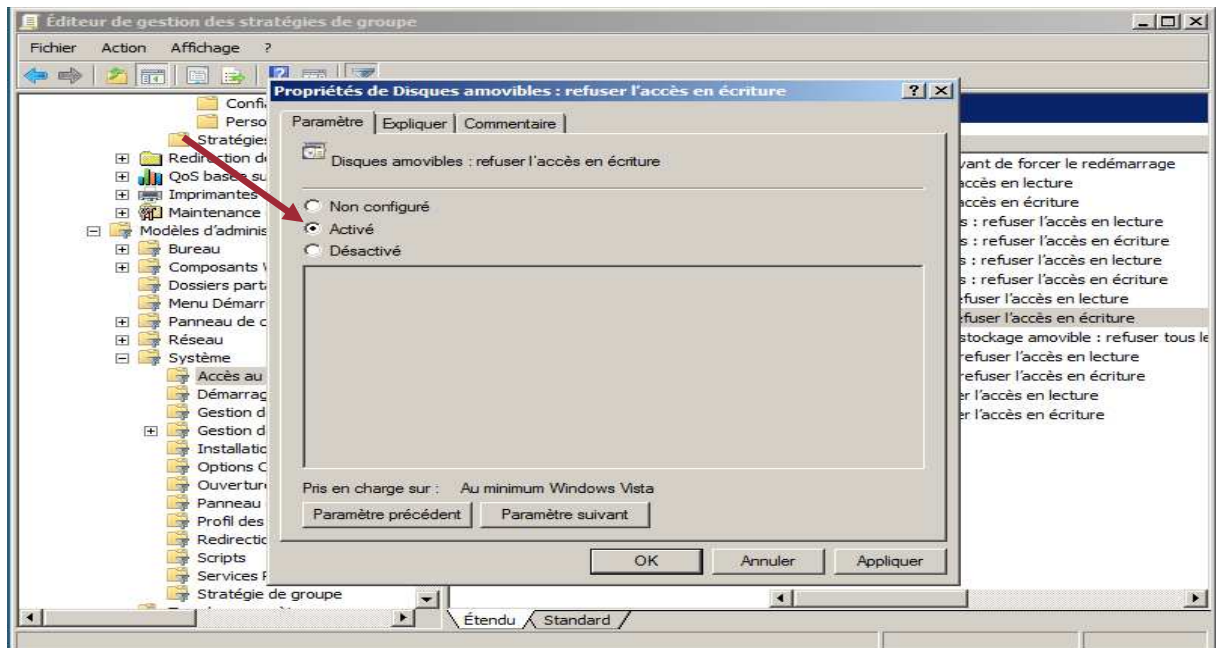 Éditeur de gestion des stratégies de groupe
Fichier Action Affichage ?
Propriétés de Disques amovibles : refuser l'accès en écriture
Paramètre Expliquer Commentaire
Disques amovibles : refuser l'accès en écriture
Non configuré
Activé
Désactivé
Pris en charge sur : Au minimum Windows Vista
Paramètre précédent Paramètre suivant
OK Annuler Appliquer
Confi
Perso
Stratégies
Redirection de
QoS basée su
Imprimantes
Maintenance
Modèles d'adminis
Bureau
Composants
Dossiers parta
Menu Démarr
Panneau de c
Réseau
Système
Accès au
Démarrag
Gestion d
Gestion d
Installatio
Options C
Ouverture
Panneau
Profil des
Redirectio
Scripts
Services
Stratégie de groupe
vant de forcer le redémarrage
accès en lecture
accès en écriture
s : refuser l'accès en lecture
s : refuser l'accès en écriture
s : refuser l'accès en lecture
s : refuser l'accès en écriture
efuser l'accès en lecture
efuser l'accès en écriture
stockage amovible : refuser tous le
refuser l'accès en lecture
refuser l'accès en écriture
er l'accès en lecture
er l'accès en écriture
Étendu Standard